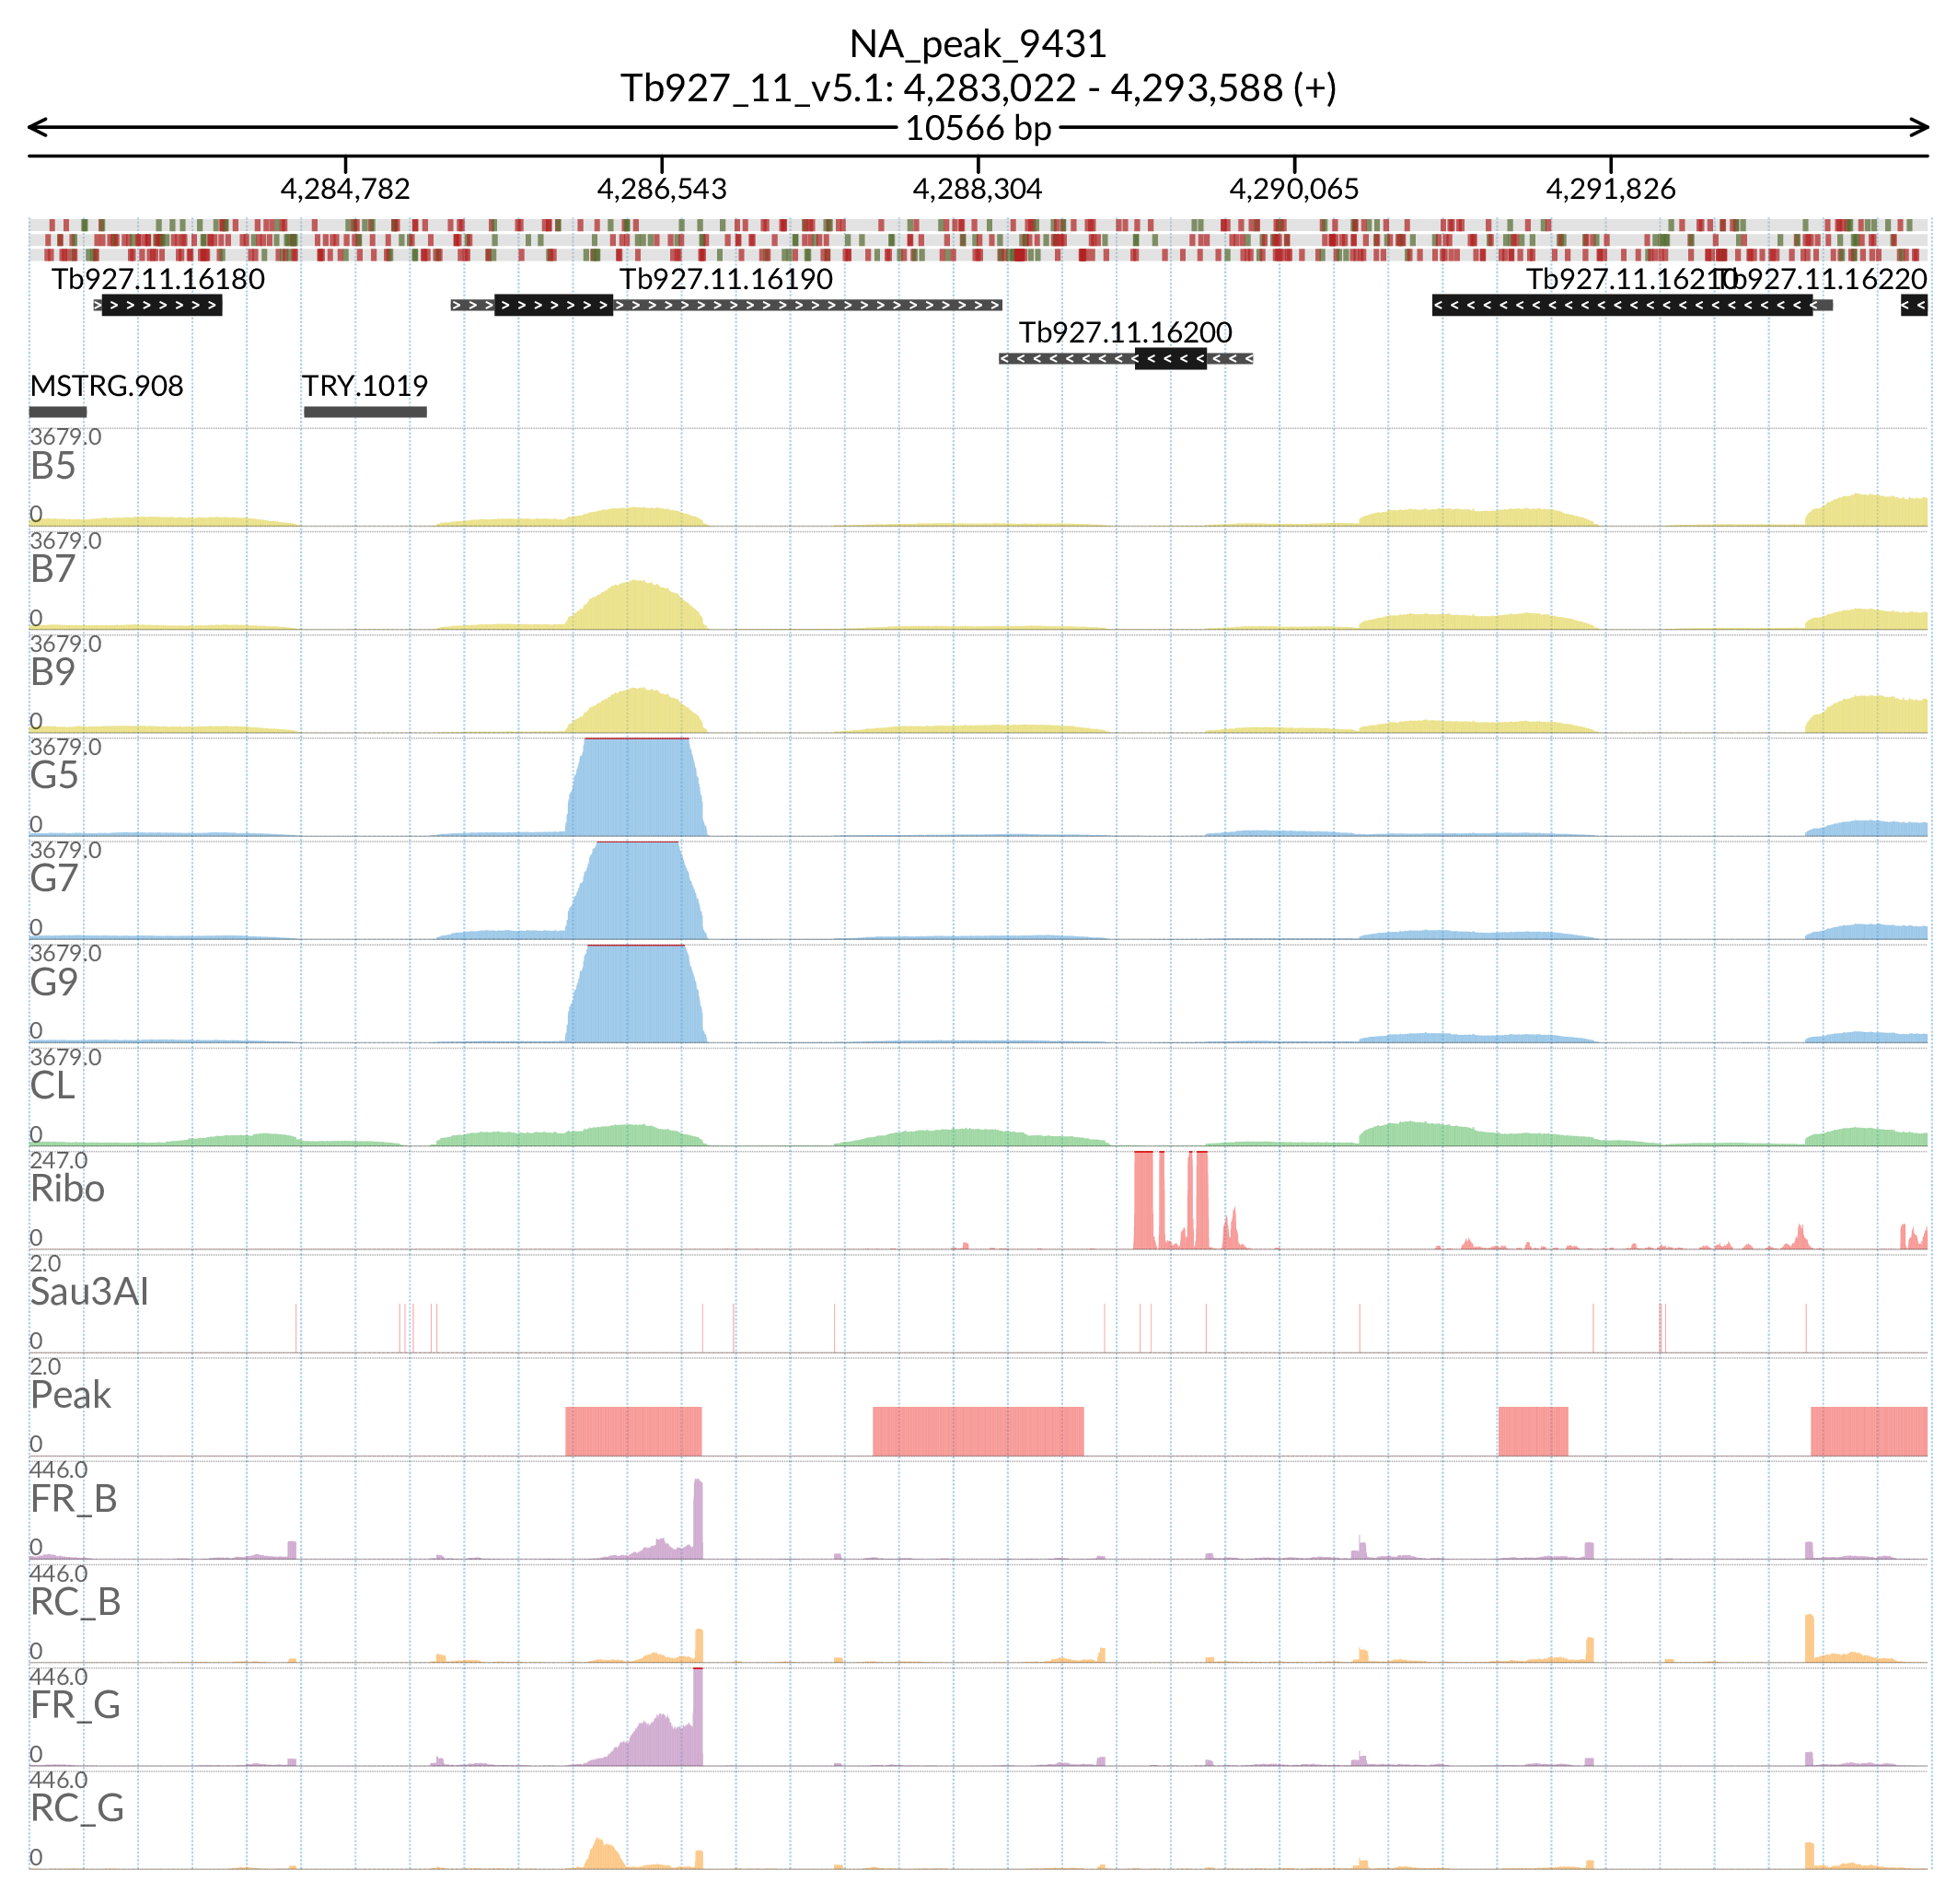 NA_peak_9431
Tb927_11_v5.1: 4,283,022 - 4,293,588 (+)
10566 bp
4,284,782 4,286,543 4,288,304 4,290,065 4,291,826
Tb927.11.16180 Tb927.11.16190 Tb927.11.16210 Tb927.11.16220
Tb927.11.16200
MSTRG.908 TRY.1019
3679.0
B5
0
3679.0
B7
0
3679.0
B9
0
3679.0
G5
0
3679.0
G7
0
3679.0
G9
0
3679.0
CL
0
247.0
Ribo
0
2.0
Sau3AI
0
2.0
Peak
0
446.0
FR_B
0
446.0
RC_B
0
446.0
FR_G
0
446.0
RC_G
0